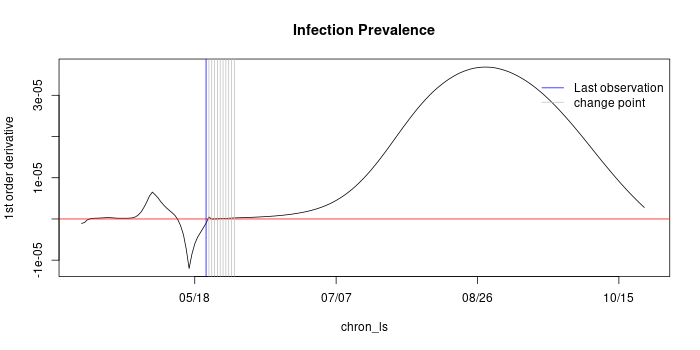 Infection Prevalence
1st order derivative
3e-05
1e-05
-1e-05
Last observation
change point
05/18
07/07
08/26
10/15
chron_ls